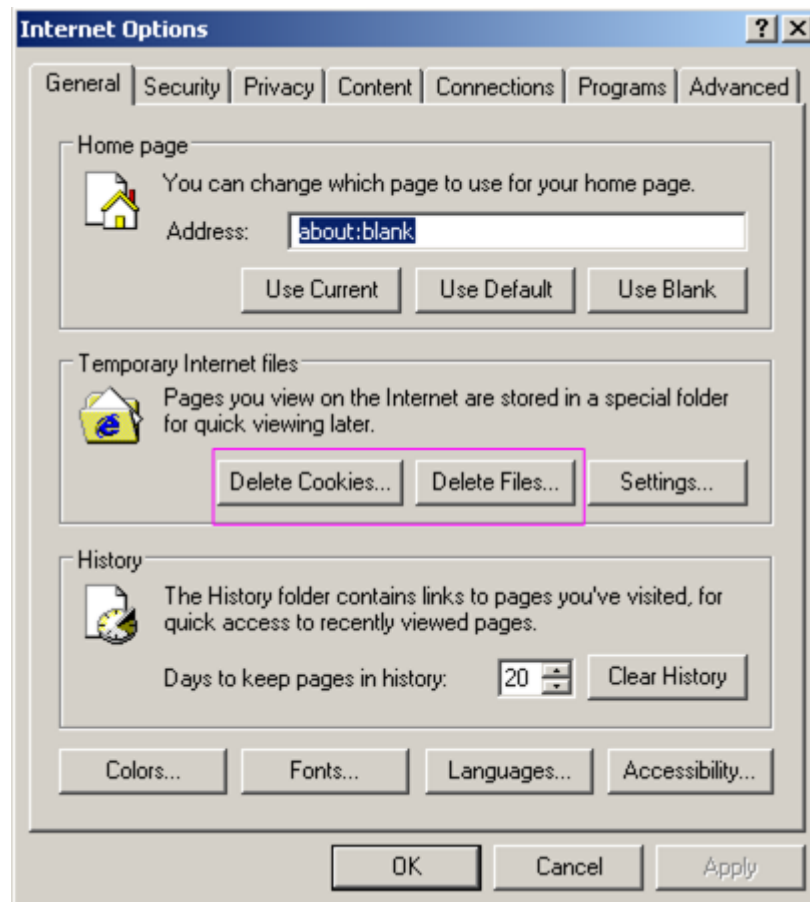 Internet Options
General Security Privacy Content Connections Programs Advanced
Home page
You can change which page to use for your home page.
Address: about:blank
Use Current Use Default Use Blank
Temporary Internet files
Pages you view on the Internet are stored in a special folder
for quick viewing later.
Delete Cookies... Delete Files... Settings...
History
The History folder contains links to pages you've visited, for
quick access to recently viewed pages.
Days to keep pages in history: 20 Clear History
Colors... Fonts... Languages... Accessibility...
OK Cancel Apply